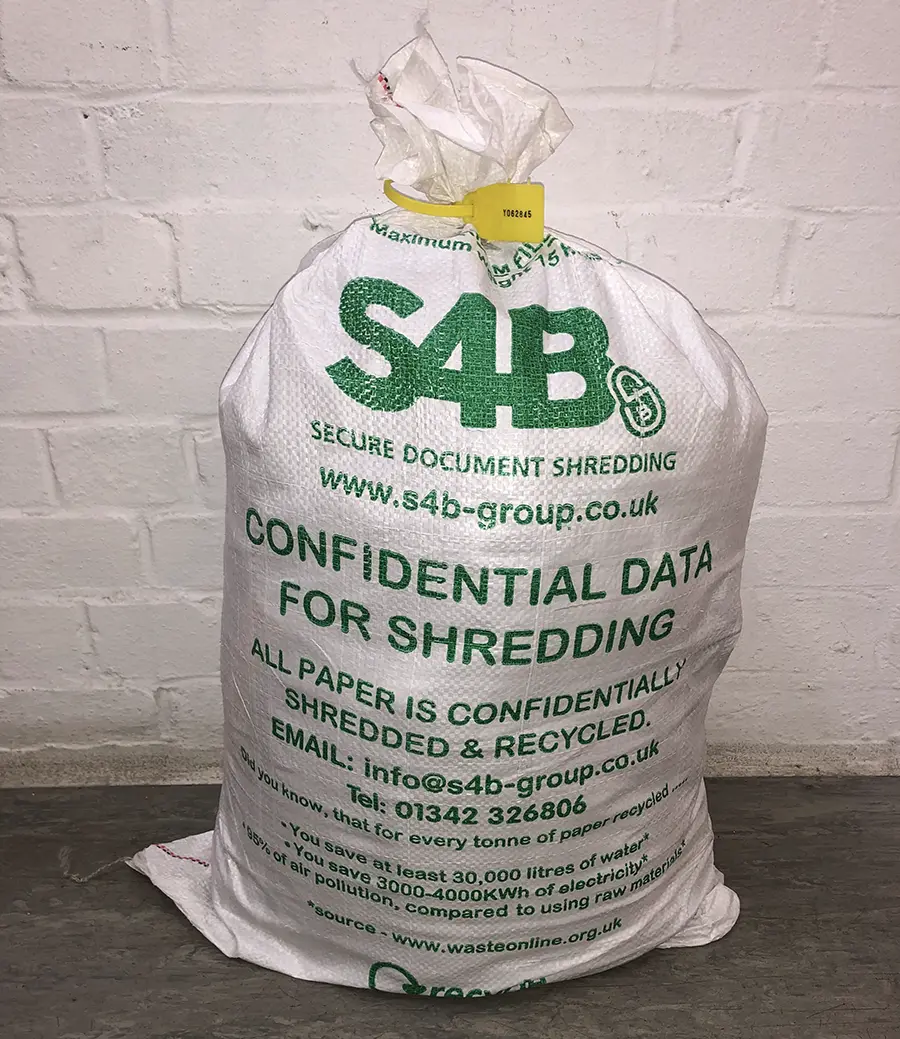 Y062845
Maximum
S4B
SECURE DOCUMENT SHREDDING
www.s4b-group.co.uk
CONFIDENTIAL DATA
FOR SHREDDING
ALL PAPER IS CONFIDENTIALLY
SHREDDED & RECYCLED.
EMAIL: info@s4b-group.co.uk
Tel: 01342 326806
Did you know, that for every tonne of paper recycled .....
•You save at least 30,000 litres of water*
•You save 3000-4000KWh of electricity*
•95% of air pollution, compared to using raw materials*
*source - www.wasteonline.org.uk